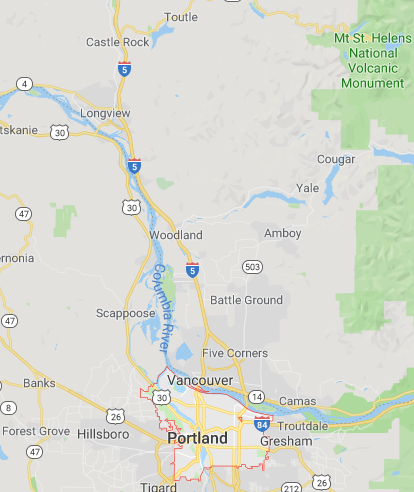 Toutle
Castle Rock
Mt St. Helens
National
Volcanic
Monument
5
4
Longview
tskanie
30
5
Cougar
Yale
47
30
Woodland
Amboy
ernonia
5
503
Columbia River
Battle Ground
Scappoose
47
Five Corners
Vancouver
Banks
30
14
Camas
8
26
84
Troutdale
Forest Grove
Hillsboro
Portland
Gresham
47
26
Tigard
212